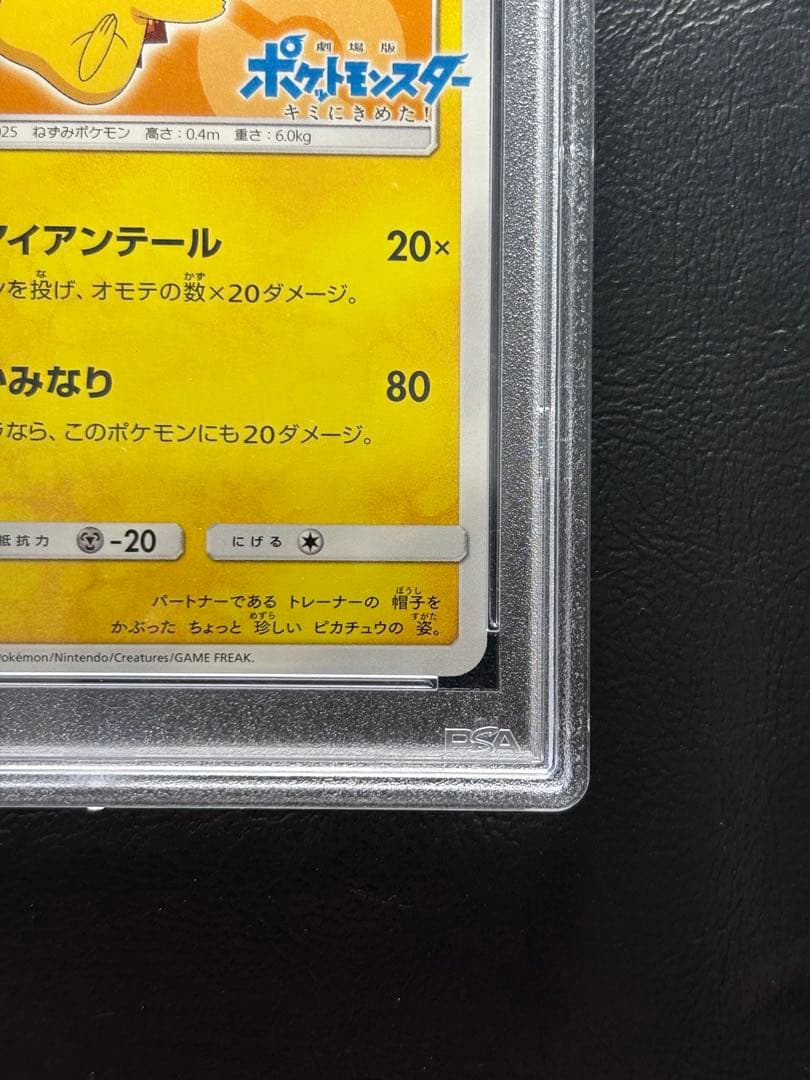 劇場版
ポケットモンスター
キミにきめた!
025 ねずみポケモン 高さ:0.4m 重さ:6.0kg
アイアンテール 20×
ンを投げ、オモテの数×20ダメージ。
かみなり 80
ラなら、このポケモンにも20ダメージ。
抵抗力 -20 にげる
パートナーである トレーナーの 帽子を
かぶった ちょっと 珍しい ピカチュウの 姿。
Pokémon/Nintendo/Creatures/GAME FREAK.
PSA